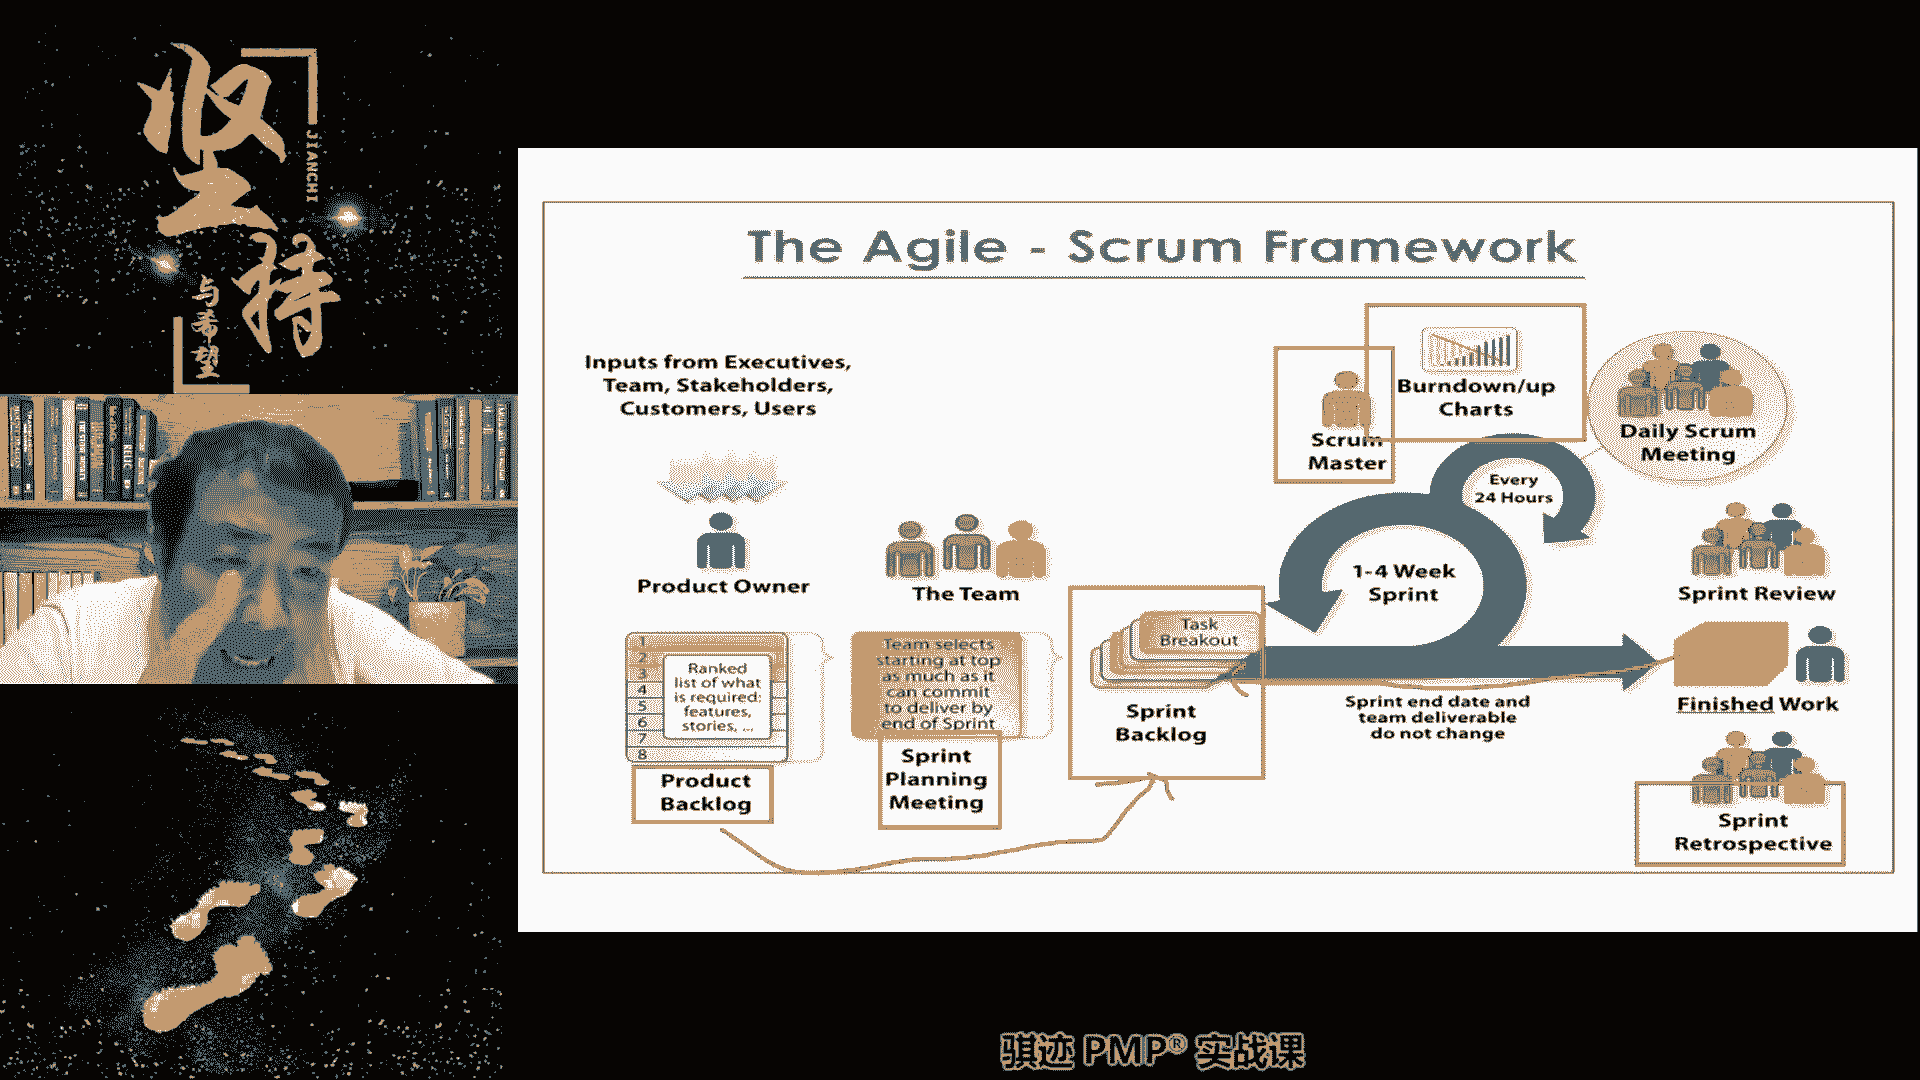 坚持
JIANCHI
与希望
The Agile - Scrum Framework
Inputs from Executives,
Team, Stakeholders,
Customers, Users
Product Owner
The Team
1
2
3
4
5
6
7
8
Ranked
list of what
is required:
features,
stories, ...
Product
Backlog
Team selects
starting at top
as much as it
can commit
to deliver by
end of Sprint
Sprint
Planning
Meeting
Task
Breakout
Sprint
Backlog
Scrum
Master
Burndown/up
Charts
Every
24 Hours
1-4 Week
Sprint
Sprint end date and
team deliverable
do not change
Daily Scrum
Meeting
Sprint Review
Finished Work
Sprint
Retrospective
骐迹 PMP® 实战课